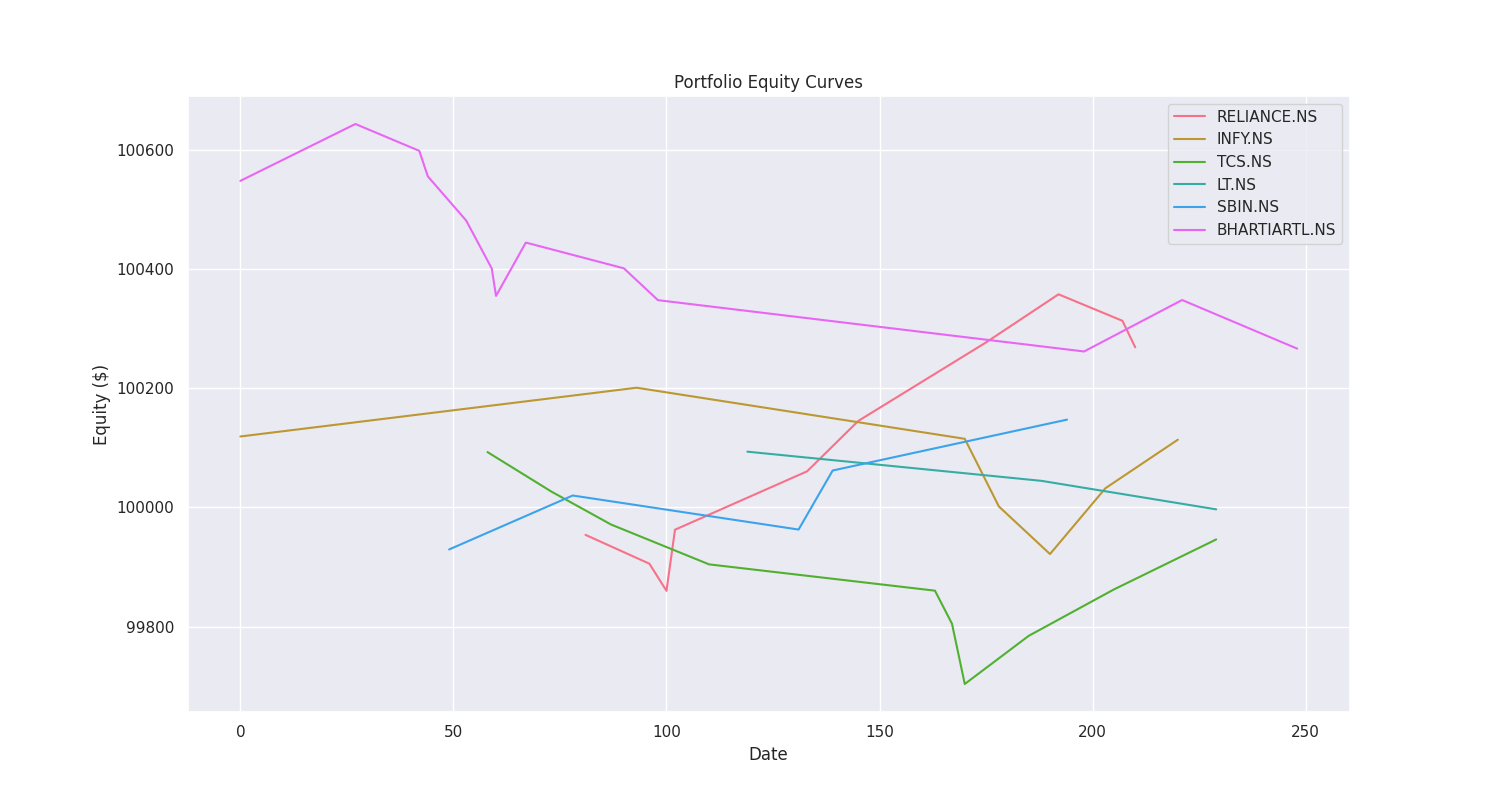 Portfolio Equity Curves
RELIANCE.NS
INFY.NS
TCS.NS
LT.NS
SBIN.NS
BHARTIARTL.NS
Equity ($)
100600
100400
100200
100000
99800
0
50
100
150
200
250
Date